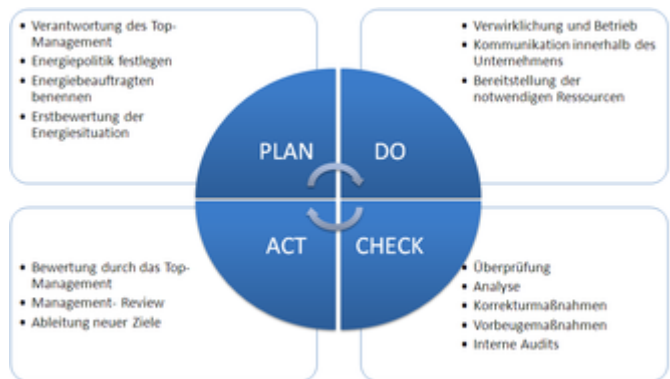 • Verantwortung des Top-
Management
• Energiepolitik festlegen
• Energiebeauftragten
benennen
• Erstbewertung der
Energiesituation
• Verwirklichung und Betrieb
• Kommunikation innerhalb des
Unternehmens
• Bereitstellung der
notwendigen Ressourcen
PLAN
DO
ACT
CHECK
• Bewertung durch das Top-
Management
• Management- Review
• Ableitung neuer Ziele
• Überprüfung
• Analyse
• Korrekturmaßnahmen
• Vorbeugemaßnahmen
• Interne Audits